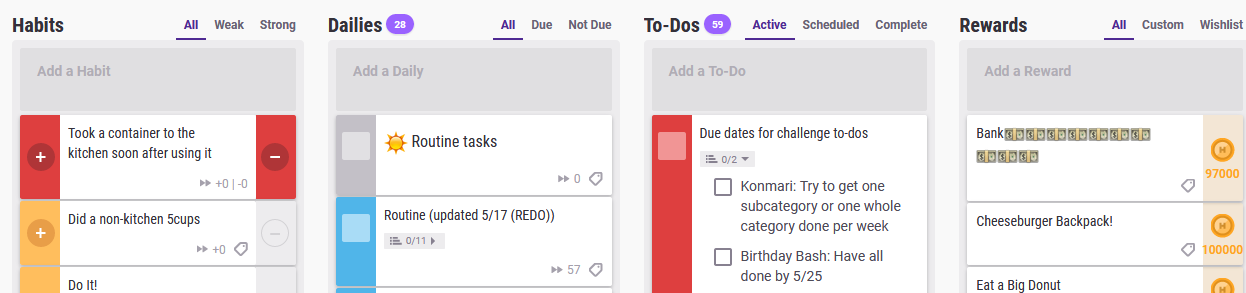 Habits
All
Weak
Strong
Add a Habit
Took a container to the
kitchen soon after using it
+0 | -0
Did a non-kitchen 5cups
+0
Do It!
Dailies
28
All
Due
Not Due
Add a Daily
Routine tasks
0
Routine (updated 5/17 (REDO))
0/11
57
To-Dos
59
Active
Scheduled
Complete
Add a To-Do
Due dates for challenge to-dos
0/2
Konmari: Try to get one
subcategory or one whole
category done per week
Birthday Bash: Have all
done by 5/25
Rewards
All
Custom
Wishlist
Add a Reward
Bank
97000
Cheeseburger Backpack!
100000
Eat a Big Donut